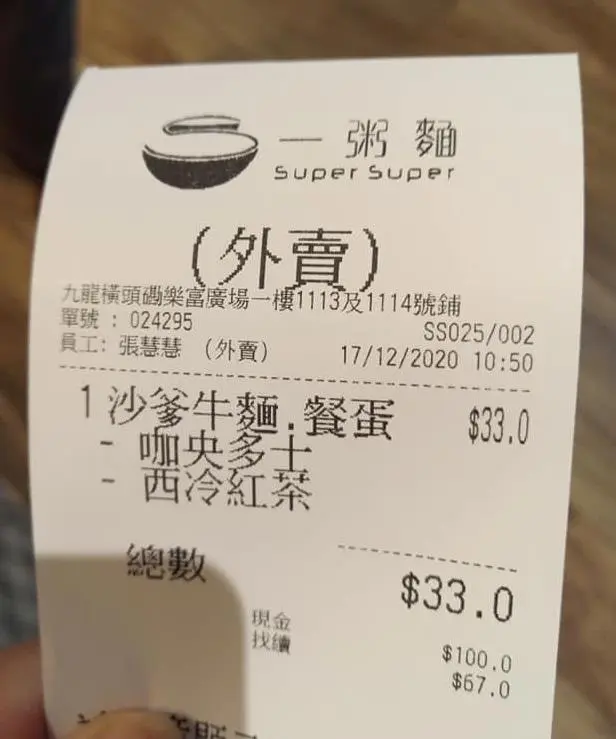 一粥麵
Super Super
(外賣)
九龍橫頭磡樂富廣場一樓1113及1114號鋪
單號 : 024295
SS025/002
員工: 張慧慧 (外賣)
17/12/2020 10:50
1 沙爹牛麵.餐蛋 $33.0
- 咖央多士
- 西冷紅茶
總數 $33.0
現金 $100.0
找續 $67.0